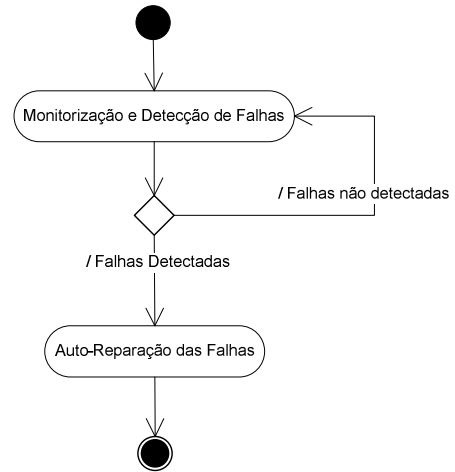 Monitorização e Detecção de Falhas
/ Falhas não detectadas
/ Falhas Detectadas
Auto-Reparação das Falhas